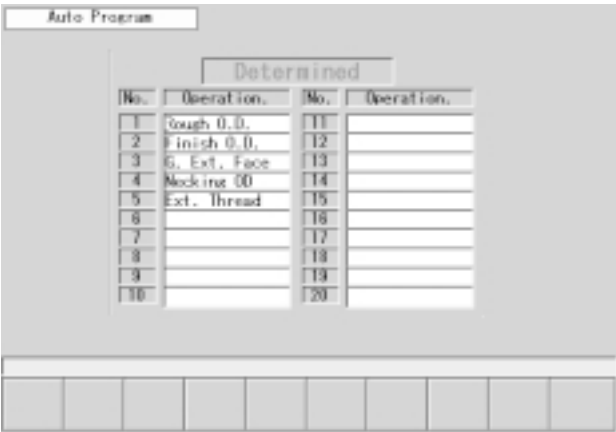 Auto Program
Determined
No. Operation. No. Operation.
1 Rough O.D. 11
2 Finish O.D. 12
3 G. Ext. Face 13
4 Necking OD 14
5 Ext. Thread 15
6 16
7 17
8 18
9 19
10 20